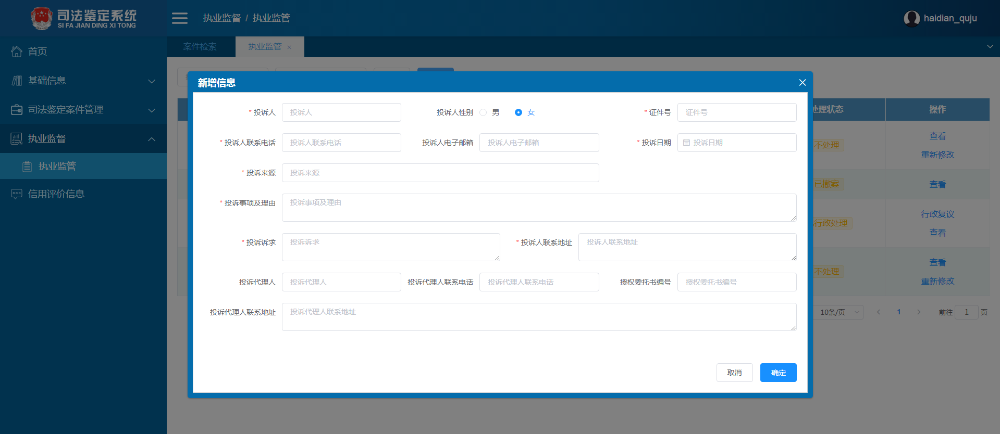 司法鉴定系统
SI FA JIAN DING XI TONG
执业监督 / 执业监管
haidian_quju
首页
基础信息
司法鉴定案件管理
执业监督
执业监管
信用评价信息
案件检索
执业监管 ×
新增信息
* 投诉人 投诉人
投诉人性别 男 女
* 证件号 证件号
* 投诉人联系电话 投诉人联系电话
投诉人电子邮箱 投诉人电子邮箱
* 投诉日期 投诉日期
* 投诉来源 投诉来源
* 投诉事项及理由 投诉事项及理由
* 投诉诉求 投诉诉求
* 投诉人联系地址 投诉人联系地址
投诉代理人 投诉代理人
投诉代理人联系电话 投诉代理人联系电话
授权委托书编号 授权委托书编号
投诉代理人联系地址 投诉代理人联系地址
取消
确定
处理状态 操作
不处理 查看
重新修改
已撤案 查看
行政处理 行政复议
查看
不处理 查看
重新修改
10条/页 1 前往 1 页